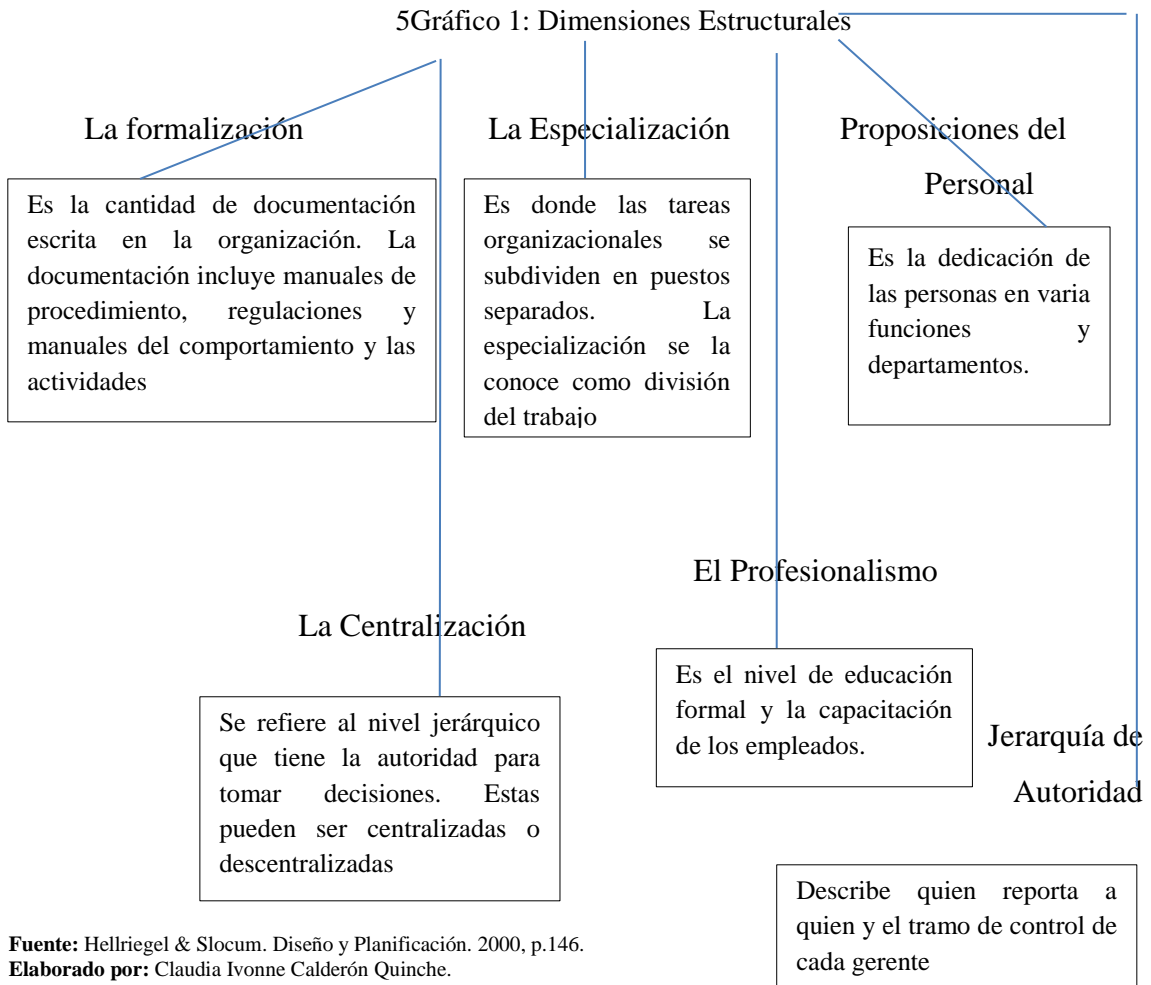 5Gráfico 1: Dimensiones Estructurales
La formalización
Es la cantidad de documentación
escrita en la organización. La
documentación incluye manuales de
procedimiento, regulaciones y
manuales del comportamiento y las
actividades
La Especialización
Es donde las tareas
organizacionales se
subdividen en puestos
separados. La
especialización se la
conoce como división
del trabajo
Proposiciones del
Personal
Es la dedicación de
las personas en varia
funciones y
departamentos.
La Centralización
Se refiere al nivel jerárquico
que tiene la autoridad para
tomar decisiones. Estas
pueden ser centralizadas o
descentralizadas
El Profesionalismo
Es el nivel de educación
formal y la capacitación
de los empleados.
Jerarquía de
Autoridad
Describe quien reporta a
quien y el tramo de control de
cada gerente
Fuente: Hellriegel & Slocum. Diseño y Planificación. 2000, p.146.
Elaborado por: Claudia Ivonne Calderón Quinche.